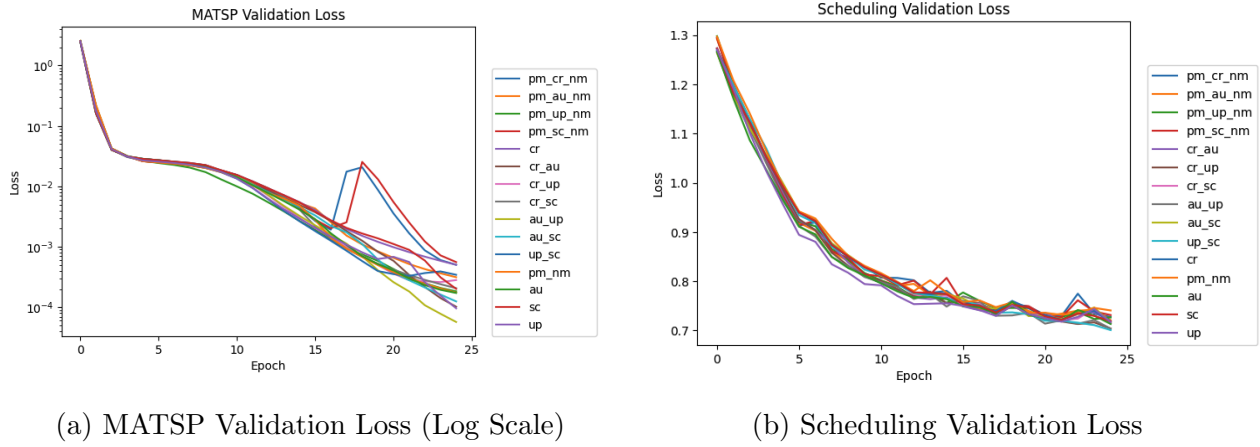 MATSP Validation Loss
Loss
10⁰
10⁻¹
10⁻²
10⁻³
10⁻⁴
0
5
10
15
20
25
Epoch
pm_cr_nm
pm_au_nm
pm_up_nm
pm_sc_nm
cr
cr_au
cr_up
cr_sc
au_up
au_sc
up_sc
pm_nm
au
sc
up
(a) MATSP Validation Loss (Log Scale)
Scheduling Validation Loss
Loss
1.3
1.2
1.1
1.0
0.9
0.8
0.7
0
5
10
15
20
25
Epoch
pm_cr_nm
pm_au_nm
pm_up_nm
pm_sc_nm
cr_au
cr_up
cr_sc
au_up
au_sc
up_sc
cr
pm_nm
au
sc
up
(b) Scheduling Validation Loss